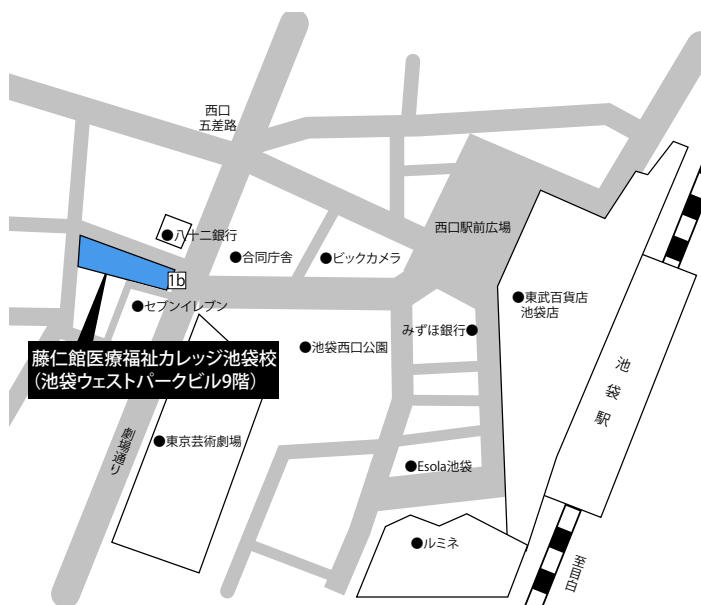 西口
五差路
西口駅前広場
●八十二銀行
●合同庁舎
●ビックカメラ
1b
●セブンイレブン
●東武百貨店
池袋店
みずほ銀行●
●池袋西口公園
藤仁館医療福祉カレッジ池袋校
（池袋ウェストパークビル9階）
池袋駅
劇場通り
●東京芸術劇場
●Esola池袋
●ルミネ
至目白